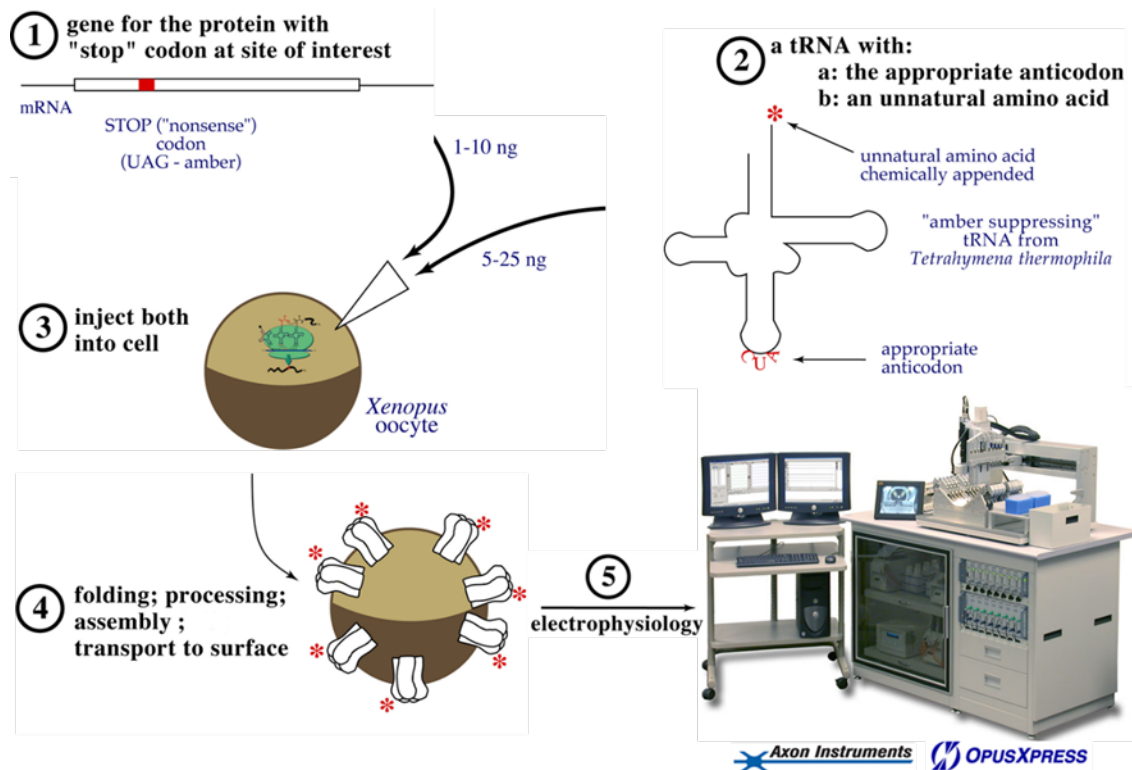 1
gene for the protein with
"stop" codon at site of interest
mRNA
STOP ("nonsense")
codon
(UAG - amber)
1-10 ng
5-25 ng
2
a tRNA with:
a: the appropriate anticodon
b: an unnatural amino acid
*
unnatural amino acid
chemically appended
"amber suppressing"
tRNA from
Tetrahymena thermophila
CUA
appropriate
anticodon
3
inject both
into cell
Xenopus
oocyte
4
folding; processing;
assembly ;
transport to surface
* * * * * * *
5
electrophysiology
Axon Instruments
OPUSXPRESS